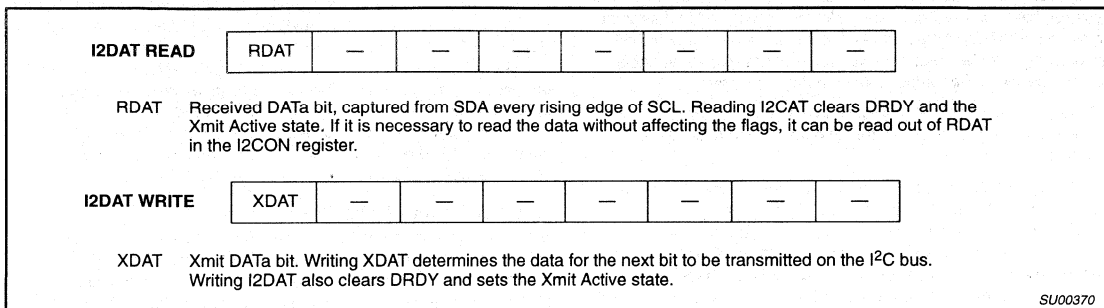 I2DAT READ RDAT — — — — — — —
RDAT Received DATa bit, captured from SDA every rising edge of SCL. Reading I2CAT clears DRDY and the
Xmit Active state. If it is necessary to read the data without affecting the flags, it can be read out of RDAT
in the I2CON register.
I2DAT WRITE XDAT — — — — — — —
XDAT Xmit DATa bit. Writing XDAT determines the data for the next bit to be transmitted on the I²C bus.
Writing I2DAT also clears DRDY and sets the Xmit Active state.
SU00370